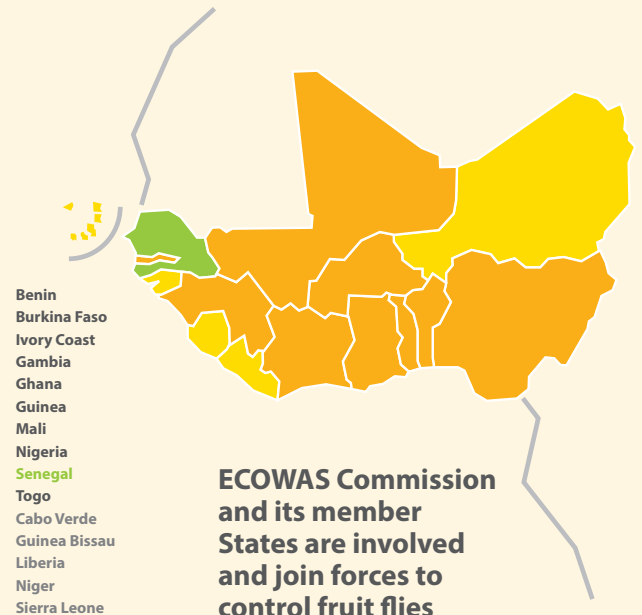 Benin
Burkina Faso
Ivory Coast
Gambia
Ghana
Guinea
Mali
Nigeria
Senegal
Togo
Cabo Verde
Guinea Bissau
Liberia
Niger
Sierra Leone
ECOWAS Commission
and its member
States are involved
and join forces to
control fruit flies